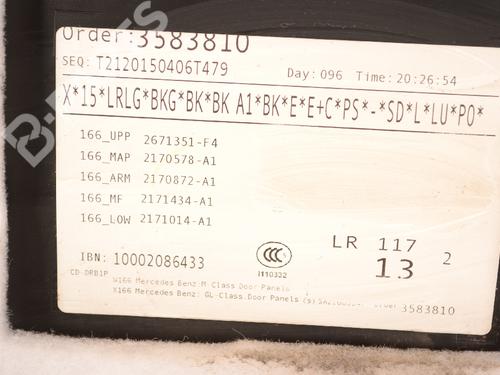 Order:3583810
SEQ: T2120150406T479 Day: 096 Time: 20:26:54
X*15*LRLG*BKG*BK*BK A1*BK*E*E+C*PS*-*SD*L*LU*PO*
166_UPP 2671351-F4
166_MAP 2170578-A1
166_ARM 2170872-A1
166_MF 2171434-A1
166_LOW 2171014-A1
IBN: 10002086433
CCC
I110332
LR 117 2
13
CD-DRB1P
W166 Mercedes Benz M-Class Door Panels
X166 Mercedes Benz: GL-Class Door Panels 3583810
B-PARTS